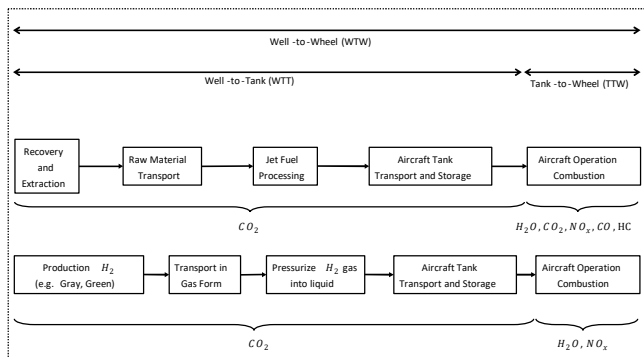 Well-to-Wheel (WTW)
Well-to-Tank (WTT)
Tank-to-Wheel (TTW)
Recovery
and
Extraction
Raw Material
Transport
Jet Fuel
Processing
Aircraft Tank
Transport and Storage
Aircraft Operation
Combustion
CO₂
H₂O, CO₂, NOₓ, CO, HC
Production H₂
(e.g. Gray, Green)
Transport in
Gas Form
Pressurize H₂ gas
into liquid
Aircraft Tank
Transport and Storage
Aircraft Operation
Combustion
CO₂
H₂O, NOₓ